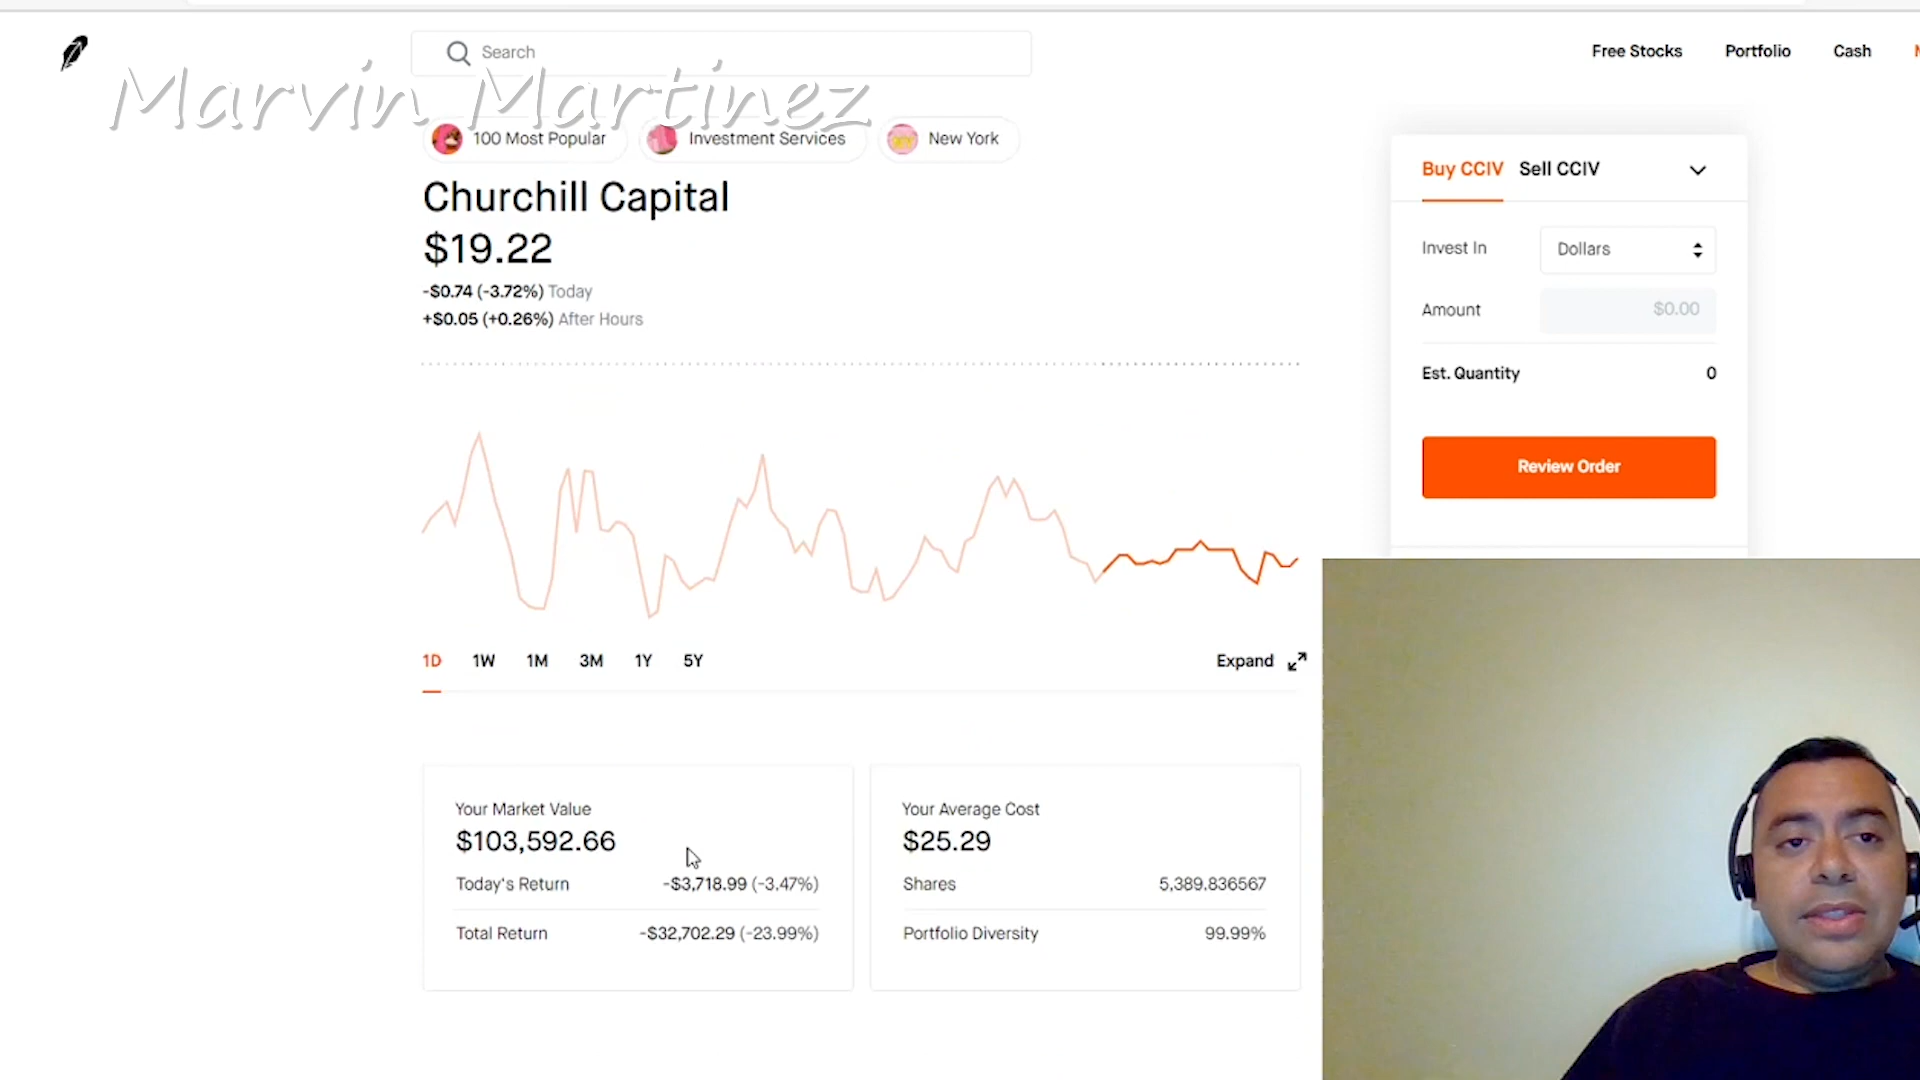 Search
Free Stocks
Portfolio
Cash
Marvin Martinez
100 Most Popular
Investment Services
New York
Churchill Capital
$19.22
-$0.74 (-3.72%) Today
+$0.05 (+0.26%) After Hours
Buy CCIV
Sell CCIV
Invest In
Dollars
Amount
$0.00
Est. Quantity
0
Review Order
1D
1W
1M
3M
1Y
5Y
Expand
Your Market Value
$103,592.66
Today's Return
-$3,718.99 (-3.47%)
Total Return
-$32,702.29 (-23.99%)
Your Average Cost
$25.29
Shares
5,389.836567
Portfolio Diversity
99.99%